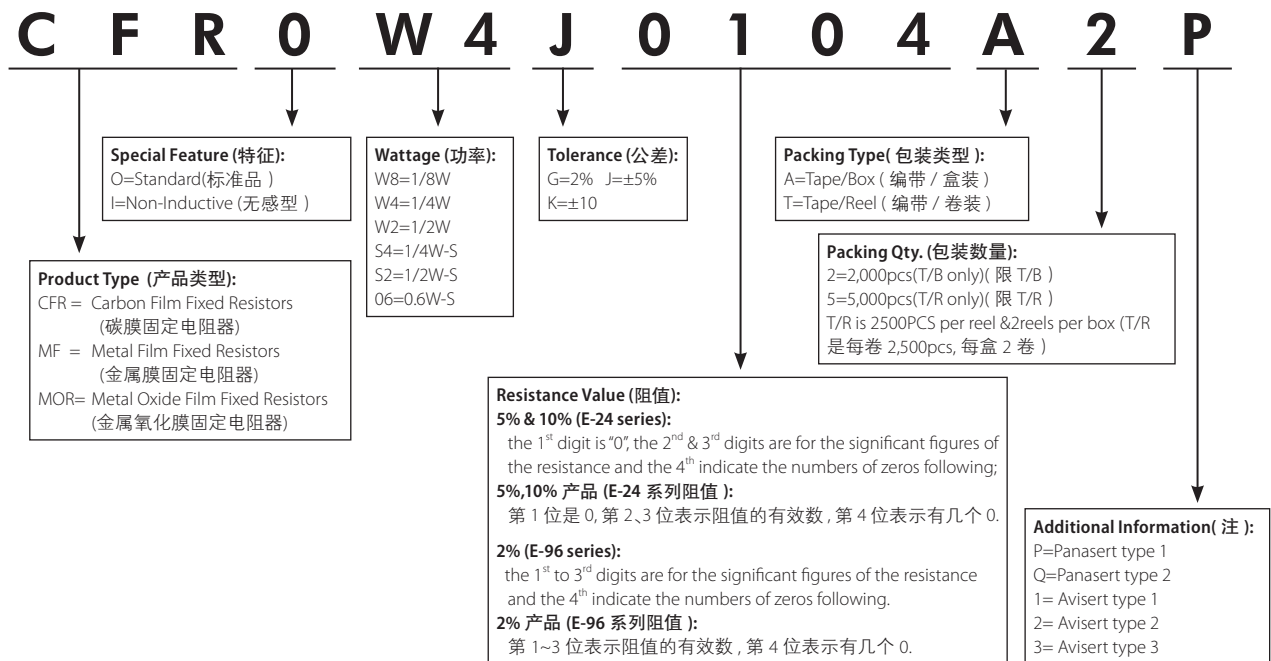 C F R 0 W 4 J 0 1 0 4 A 2 P
Special Feature (特征):
O=Standard(标准品 )
I=Non-Inductive (无感型 )
Wattage (功率):
W8=1/8W
W4=1/4W
W2=1/2W
S4=1/4W-S
S2=1/2W-S
06=0.6W-S
Tolerance (公差):
G=2% J=±5%
K=±10
Packing Type( 包装类型 ):
A=Tape/Box ( 编带 / 盒装 )
T=Tape/Reel ( 编带 / 卷装 )
Packing Qty. (包装数量):
2=2,000pcs(T/B only)( 限 T/B )
5=5,000pcs(T/R only)( 限 T/R )
T/R is 2500PCS per reel &2reels per box (T/R
是每卷 2,500pcs, 每盒 2 卷 )
Product Type (产品类型):
CFR = Carbon Film Fixed Resistors
(碳膜固定电阻器)
MF = Metal Film Fixed Resistors
(金属膜固定电阻器)
MOR= Metal Oxide Film Fixed Resistors
(金属氧化膜固定电阻器)
Resistance Value (阻值):
5% & 10% (E-24 series):
the 1st digit is "0", the 2nd & 3rd digits are for the significant figures of
the resistance and the 4th indicate the numbers of zeros following;
5%,10% 产品 (E-24 系列阻值 ):
第 1 位是 0, 第 2、3 位表示阻值的有效数 , 第 4 位表示有几个 0.
2% (E-96 series):
the 1st to 3rd digits are for the significant figures of the resistance
and the 4th indicate the numbers of zeros following.
2% 产品 (E-96 系列阻值 ):
第 1~3 位表示阻值的有效数 , 第 4 位表示有几个 0.
Additional Information( 注 ):
P=Panasert type 1
Q=Panasert type 2
1= Avisert type 1
2= Avisert type 2
3= Avisert type 3